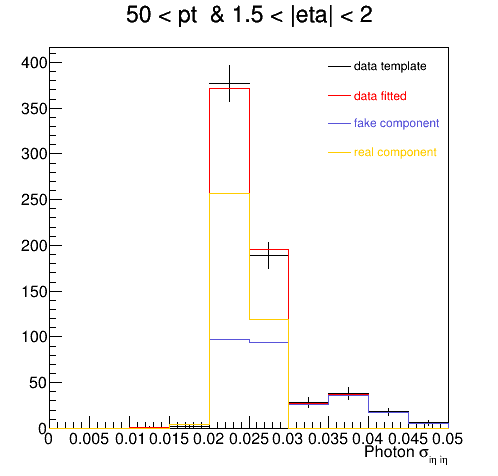 50 < pt & 1.5 < |eta| < 2
400
350
300
250
200
150
100
50
0
data template
data fitted
fake component
real component
0 0.005 0.01 0.015 0.02 0.025 0.03 0.035 0.04 0.045 0.05
Photon σiη iη